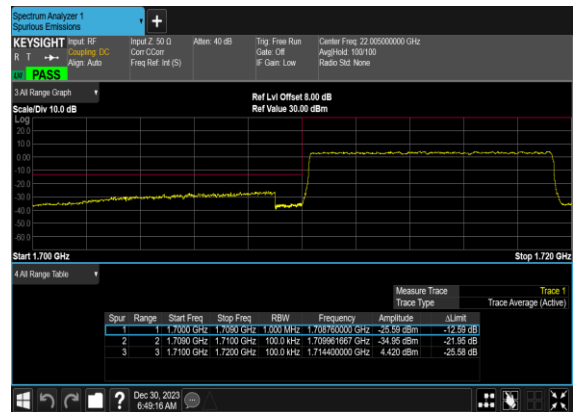 Spectrum Analyzer 1
Spurious Emissions
KEYSIGHT Input: RF Input Z: 50 Ω Atten: 40 dB Trig: Free Run Center Freq: 22.005000000 GHz
R T Coupling: DC Corr CCorr Gate: Off Avg|Hold: 100/100
Align: Auto Freq Ref: Int (S) IF Gain: Low Radio Std: None
PASS
3 All Range Graph
Ref Lvl Offset 8.00 dB
Scale/Div 10.0 dB Ref Value 30.00 dBm
Log
20.0
10.0
0.00
-10.0
-20.0
-30.0
-40.0
-50.0
-60.0
Start 1.700 GHz Stop 1.720 GHz
4 All Range Table
Measure Trace Trace 1
Trace Type Trace Average (Active)
Spur Range Start Freq Stop Freq RBW Frequency Amplitude ΔLimit
1 1 1.7000 GHz 1.7090 GHz 1.000 MHz 1.708760000 GHz -25.59 dBm -12.59 dB
2 2 1.7090 GHz 1.7100 GHz 100.0 kHz 1.709961667 GHz -34.95 dBm -21.95 dB
3 3 1.7100 GHz 1.7200 GHz 100.0 kHz 1.714400000 GHz 4.420 dBm -25.58 dB
? Dec 30, 2023
6:49:16 AM